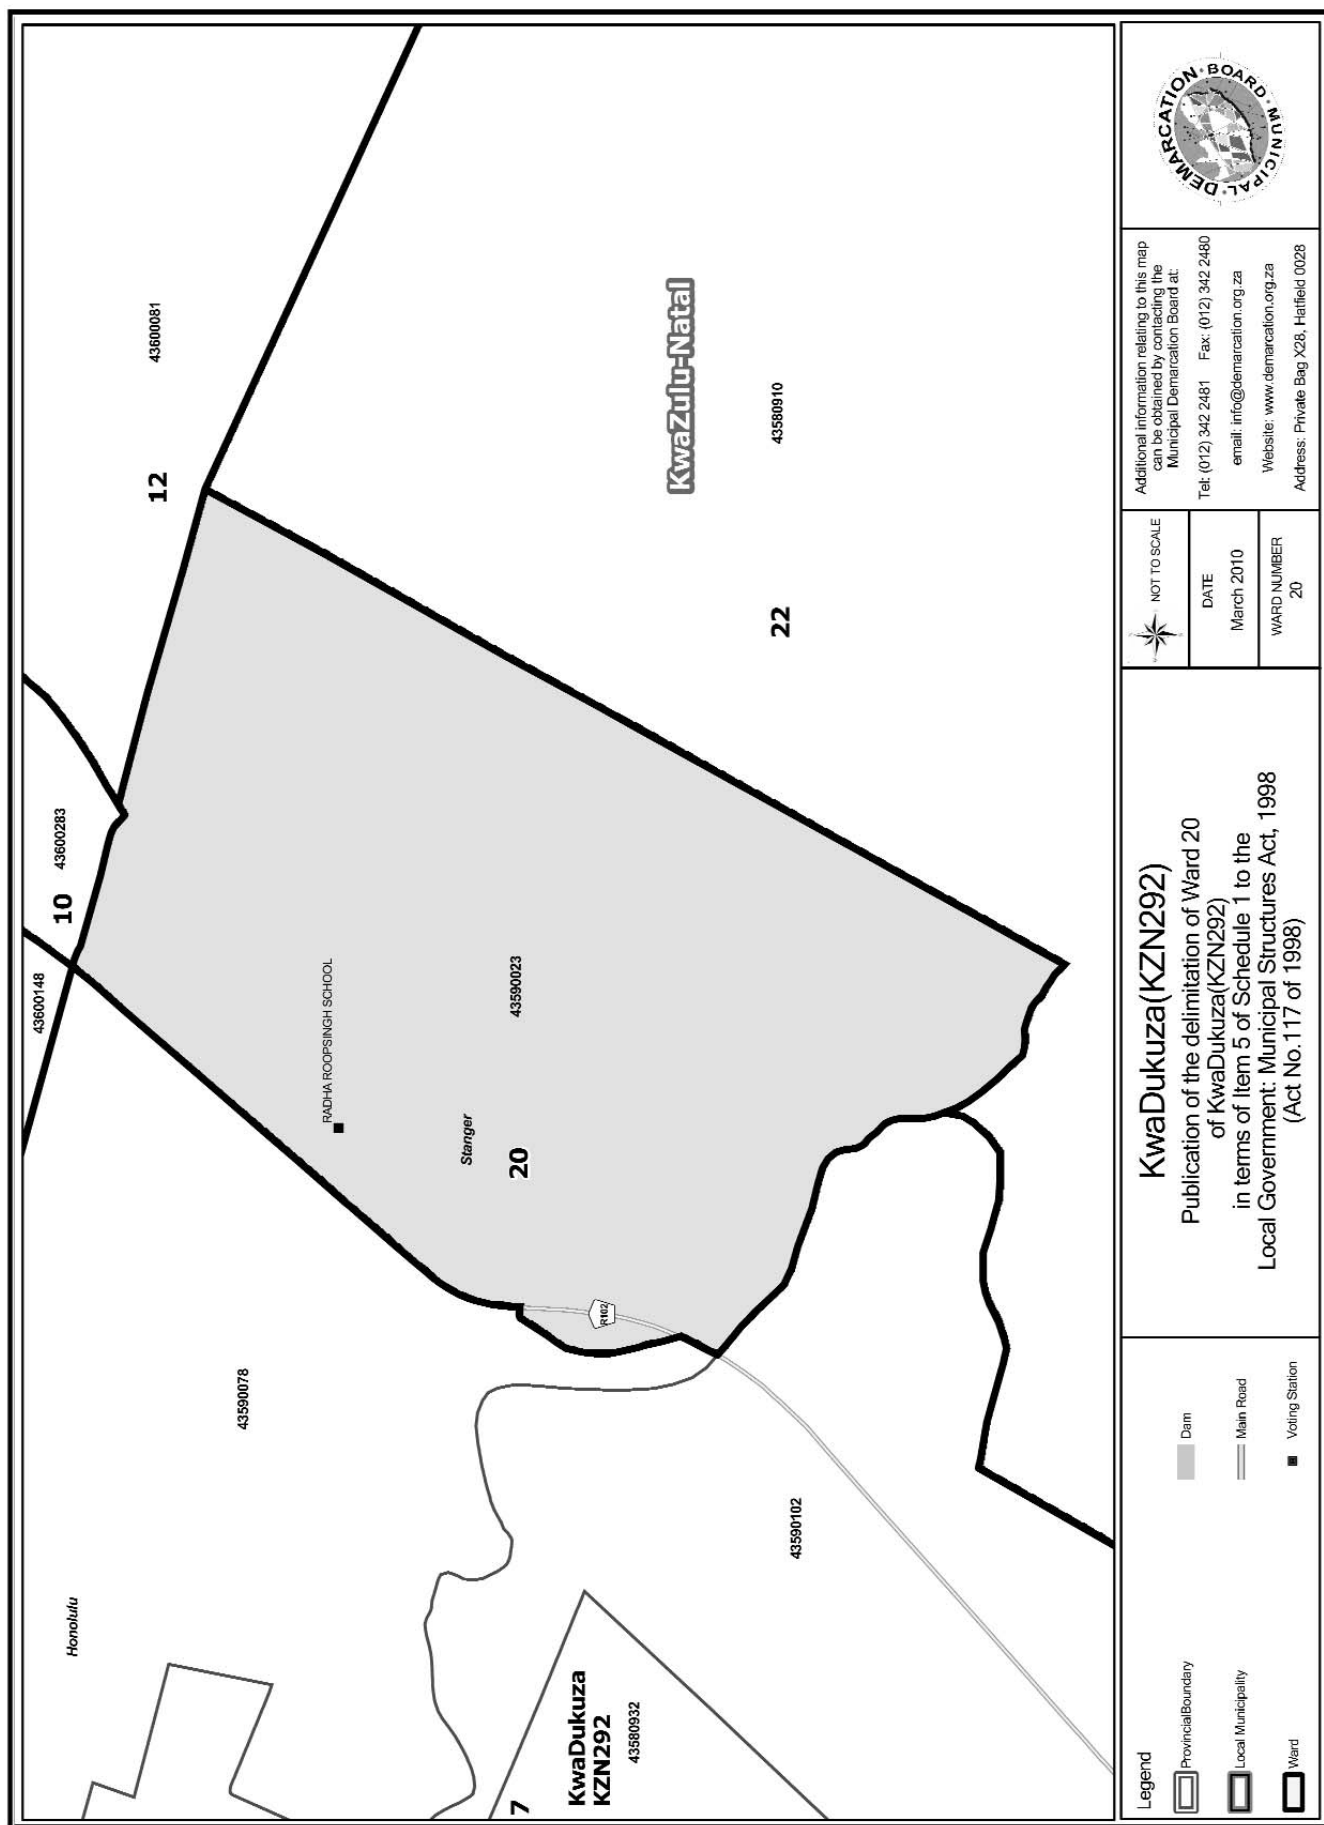 Honolulu
43590078
43600148
10
43600283
12
43600081
RADHA ROOPSINGH SCHOOL
Stanger
20
43590023
R102
7
KwaDukuza
KZN292
43580932
43590102
22
43580910
KwaZulu-Natal
Legend
ProvincialBoundary
Local Municipality
Ward
Dam
Main Road
Voting Station
KwaDukuza(KZN292)
Publication of the delimitation of Ward 20
of KwaDukuza(KZN292)
in terms of Item 5 of Schedule 1 to the
Local Government: Municipal Structures Act, 1998
(Act No.117 of 1998)
NOT TO SCALE
DATE
March 2010
WARD NUMBER
20
Additional information relating to this map
can be obtained by contacting the
Municipal Demarcation Board at:
Tel: (012) 342 2481 Fax: (012) 342 2480
email: info@demarcation.org.za
Website: www.demarcation.org.za
Address: Private Bag X28, Hatfield 0028
MUNICIPAL • DEMARCATION • BOARD •